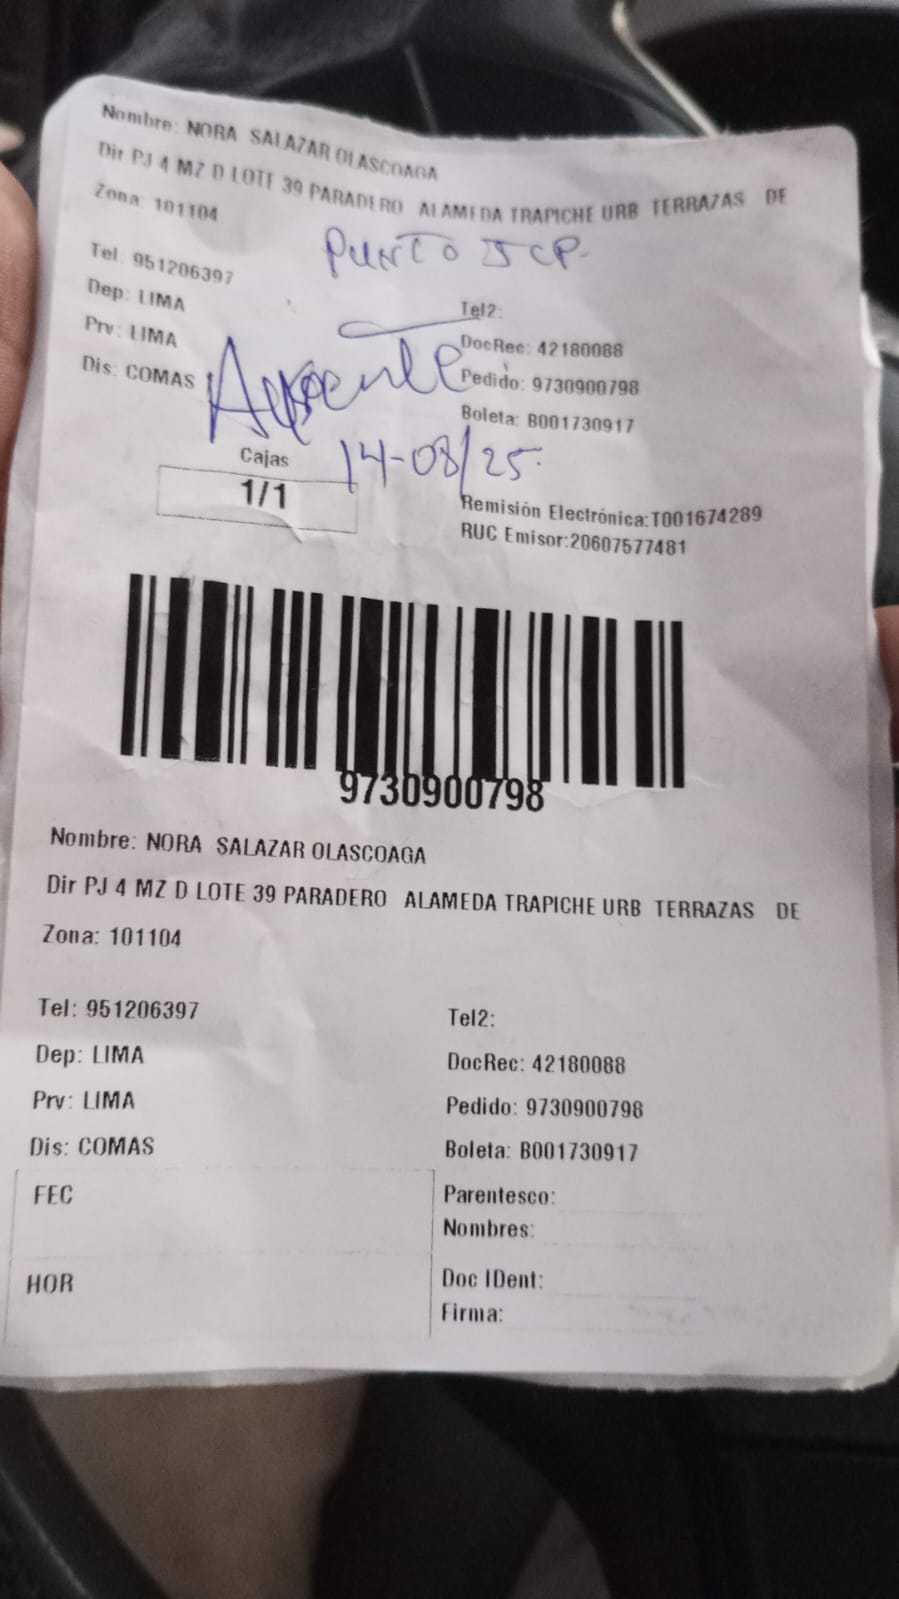 Nombre: NORA SALAZAR OLASCOAGA
Dir PJ 4 MZ D LOTE 39 PARADERO ALAMEDA TRAPICHE URB TERRAZAS DE
Zona: 101104
PUNTO JCP.
Tel. 951206397
Tel2:
Dep: LIMA
DocRec: 42180088
Prv: LIMA
Pedido: 9730900798
Dis: COMAS
Ausente
Boleta: B001730917
14-08/25.
Cajas
1/1
Remisión Electrónica:T001674289
RUC Emisor:20607577481
9730900798
Nombre: NORA SALAZAR OLASCOAGA
Dir PJ 4 MZ D LOTE 39 PARADERO ALAMEDA TRAPICHE URB TERRAZAS DE
Zona: 101104
Tel: 951206397
Tel2:
Dep: LIMA
DocRec: 42180088
Prv: LIMA
Pedido: 9730900798
Dis: COMAS
Boleta: B001730917
FEC
Parentesco:
Nombres:
HOR
Doc IDent:
Firma: